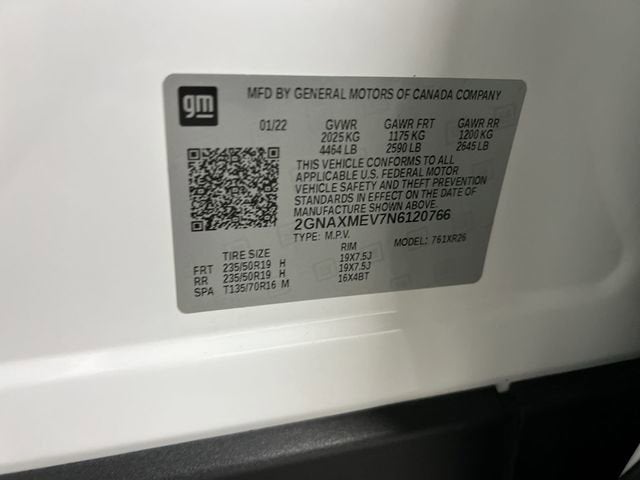 gm
MFD BY GENERAL MOTORS OF CANADA COMPANY
01/22 GVWR GAWR FRT GAWR RR
2025 KG 1175 KG 1200 KG
4464 LB 2590 LB 2645 LB
THIS VEHICLE CONFORMS TO ALL
APPLICABLE U.S. FEDERAL MOTOR
VEHICLE SAFETY AND THEFT PREVENTION
STANDARDS IN EFFECT ON THE DATE OF
MANUFACTURE SHOWN ABOVE.
2GNAXMEV7N6120766
TYPE: M.P.V. MODEL: 761XR26
TIRE SIZE RIM
FRT 235/50R19 H 19X7.5J
RR 235/50R19 H 19X7.5J
SPA T135/70R16 M 16X4BT